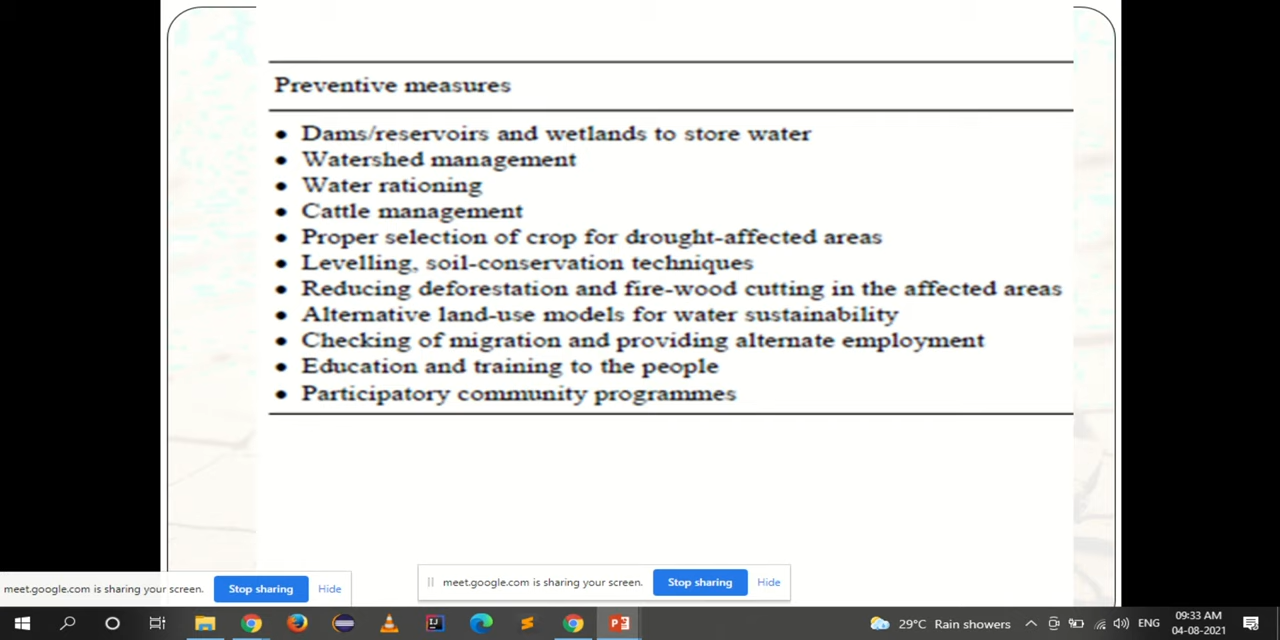 Preventive measures
• Dams/reservoirs and wetlands to store water
• Watershed management
• Water rationing
• Cattle management
• Proper selection of crop for drought-affected areas
• Levelling, soil-conservation techniques
• Reducing deforestation and fire-wood cutting in the affected areas
• Alternative land-use models for water sustainability
• Checking of migration and providing alternate employment
• Education and training to the people
• Participatory community programmes
meet.google.com is sharing your screen. Stop sharing Hide
meet.google.com is sharing your screen. Stop sharing Hide
29°C Rain showers ENG 09:33 AM
04-08-2021